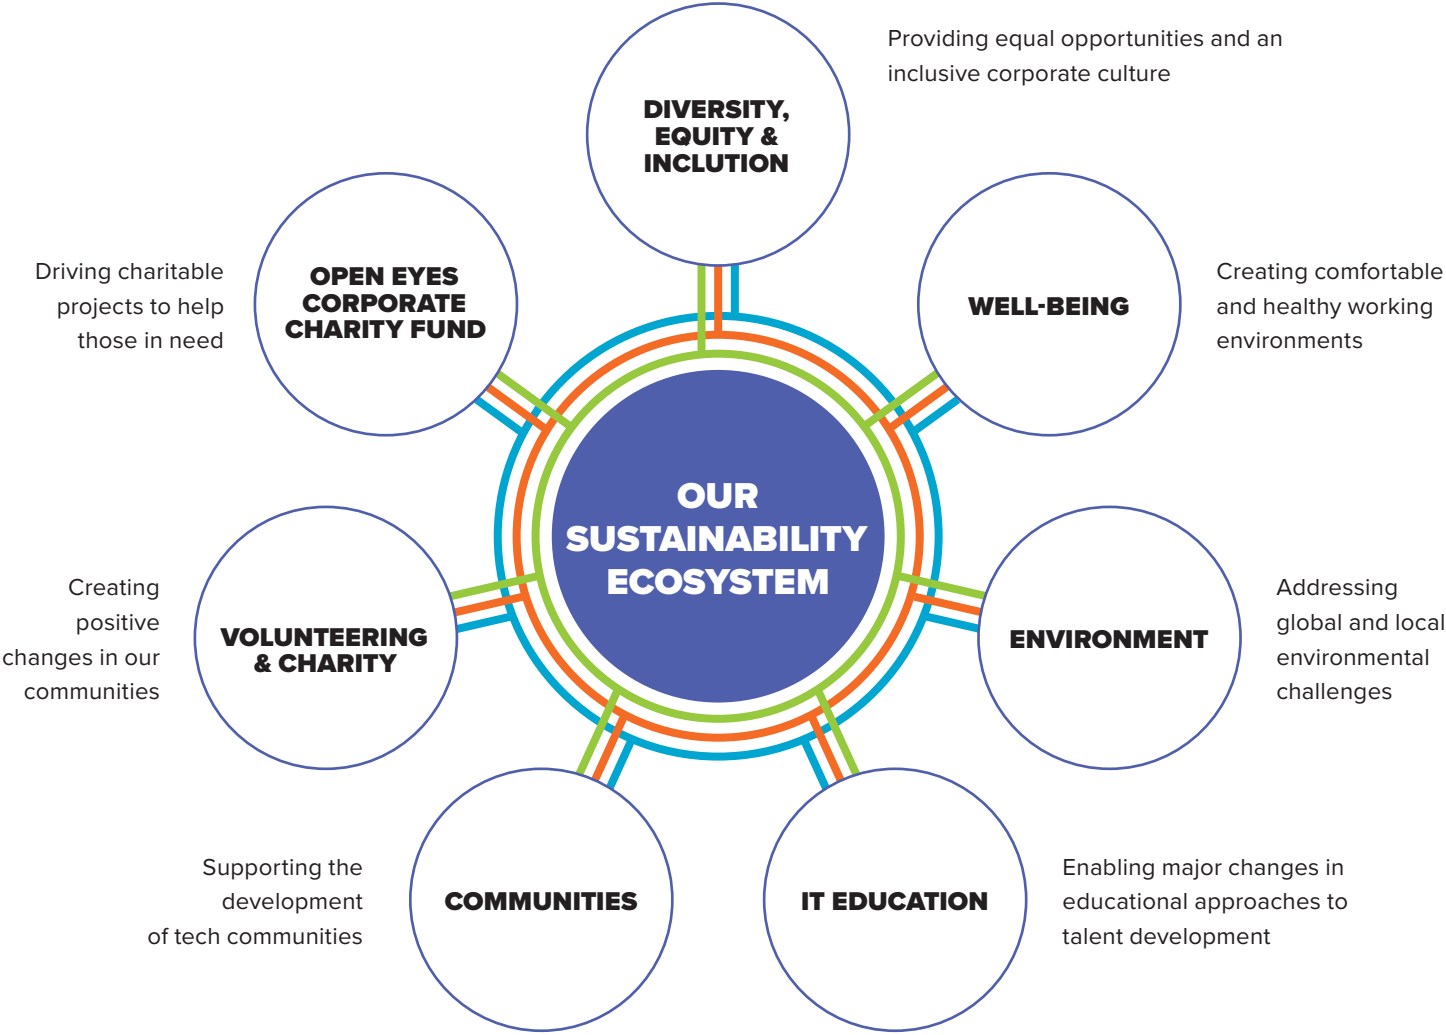 Providing equal opportunities and an
inclusive corporate culture
DIVERSITY,
EQUITY &
INCLUTION
WELL-BEING
Creating comfortable
and healthy working
environments
ENVIRONMENT
Addressing
global and local
environmental
challenges
IT EDUCATION
Enabling major changes in
educational approaches to
talent development
COMMUNITIES
Supporting the
development
of tech communities
VOLUNTEERING
& CHARITY
Creating
positive
changes in our
communities
OPEN EYES
CORPORATE
CHARITY FUND
Driving charitable
projects to help
those in need
OUR
SUSTAINABILITY
ECOSYSTEM